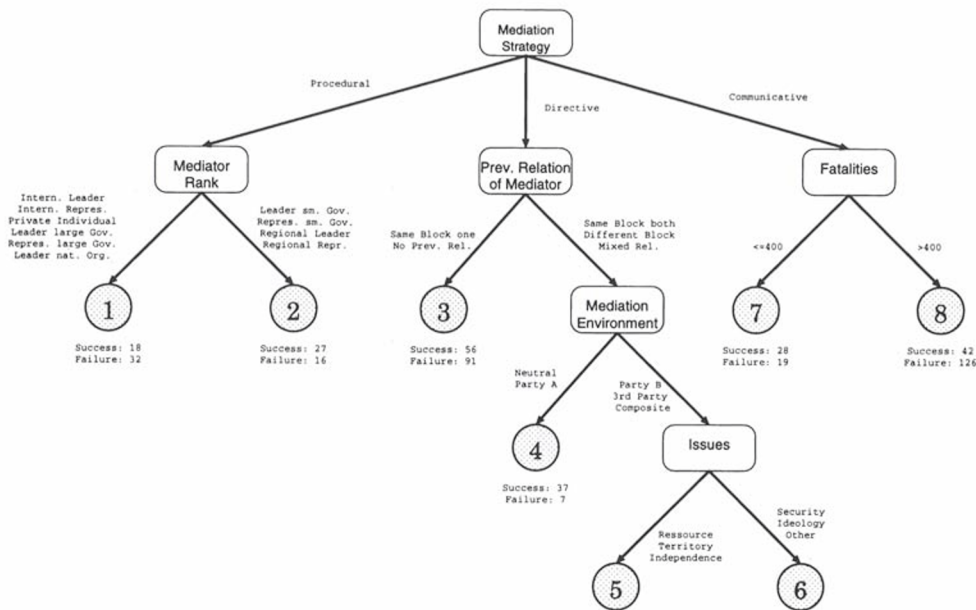 Mediation
Strategy
Procedural
Directive
Communicative
Mediator
Rank
Prev. Relation
of Mediator
Fatalities
Intern. Leader
Intern. Repres.
Private Individual
Leader large Gov.
Repres. large Gov.
Leader nat. Org.
Leader sm. Gov.
Repres. sm. Gov.
Regional Leader
Regional Repr.
Same Block one
No Prev. Rel.
Same Block both
Different Block
Mixed Rel.
<=400
>400
1
2
3
Mediation
Environment
7
8
Success: 18
Failure: 32
Success: 27
Failure: 16
Success: 56
Failure: 91
Success: 28
Failure: 19
Success: 42
Failure: 126
Neutral
Party A
Party B
3rd Party
Composite
4
Issues
Success: 37
Failure: 7
Ressource
Territory
Independence
Security
Ideology
Other
5
6